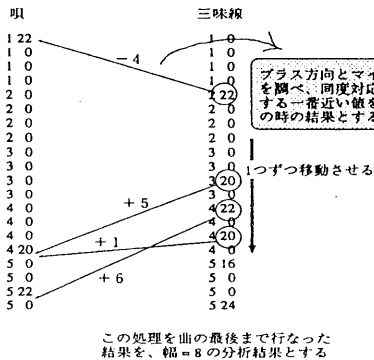 唄 三味線
1 22 1 0
1 0 1 0
1 0 1 0
－4
1 0 1 0
2 0 2 22
2 0 2 0
2 0 2 0
2 0 2 0
3 0 3 0
3 0 3 0
3 0 3 20
3 0 3 0
＋5
4 0 4 22
4 0 4 0
4 0 4 20
＋1
4 20 4 0
5 0 5 16
5 0 5 0
＋6
5 22 5 0
5 0 5 24
プラス方向とマイ
を調べ、同度対応
する一番近い値を
の時の結果とする
1つずつ移動させる
この処理を曲の最後まで行なった
結果を、幅＝8の分析結果とする